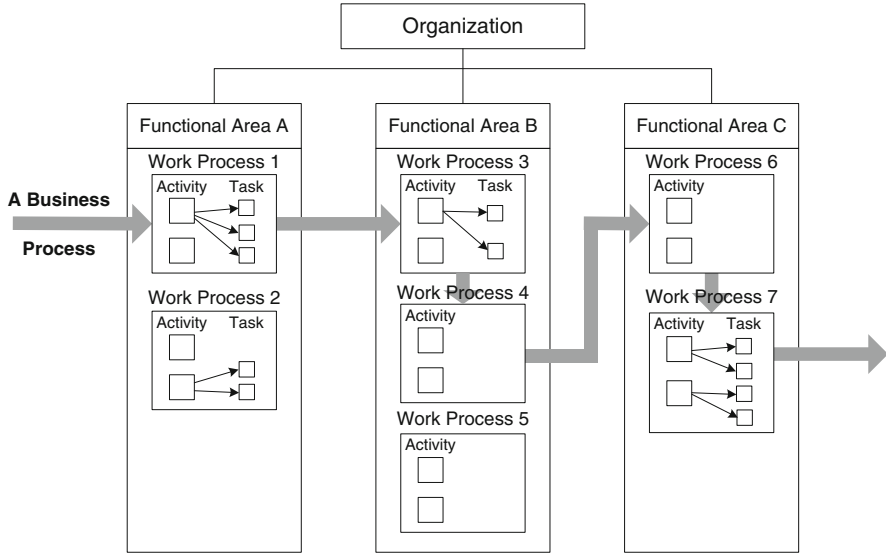 Organization
Functional Area A
Functional Area B
Functional Area C
A Business
Process
Work Process 1
Activity Task
Work Process 2
Activity Task
Work Process 3
Activity Task
Work Process 4
Activity
Work Process 5
Activity
Work Process 6
Activity
Work Process 7
Activity Task